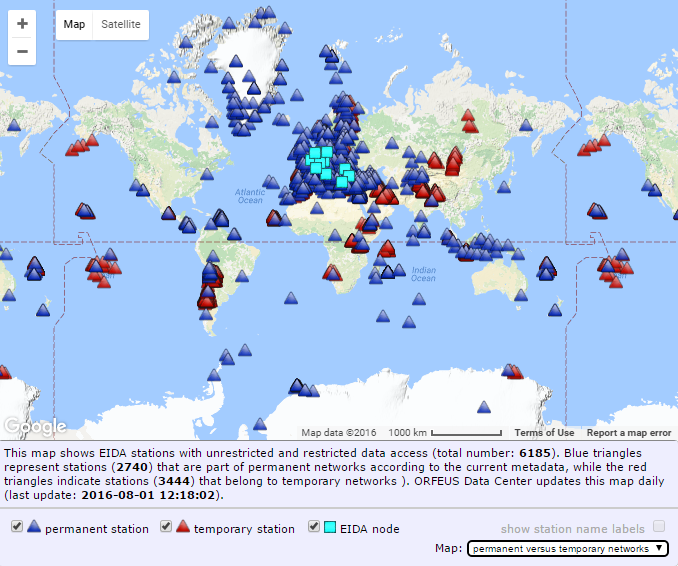 +
−
Map Satellite
Atlantic
Ocean
Indian
Ocean
Google
Map data ©2016 1000 km Terms of Use Report a map error
This map shows EIDA stations with unrestricted and restricted data access (total number: 6185). Blue triangles
represent stations (2740) that are part of permanent networks according to the current metadata, while the red
triangles indicate stations (3444) that belong to temporary networks ). ORFEUS Data Center updates this map daily
(last update: 2016-08-01 12:18:02).
permanent station temporary station EIDA node show station name labels
Map: permanent versus temporary networks